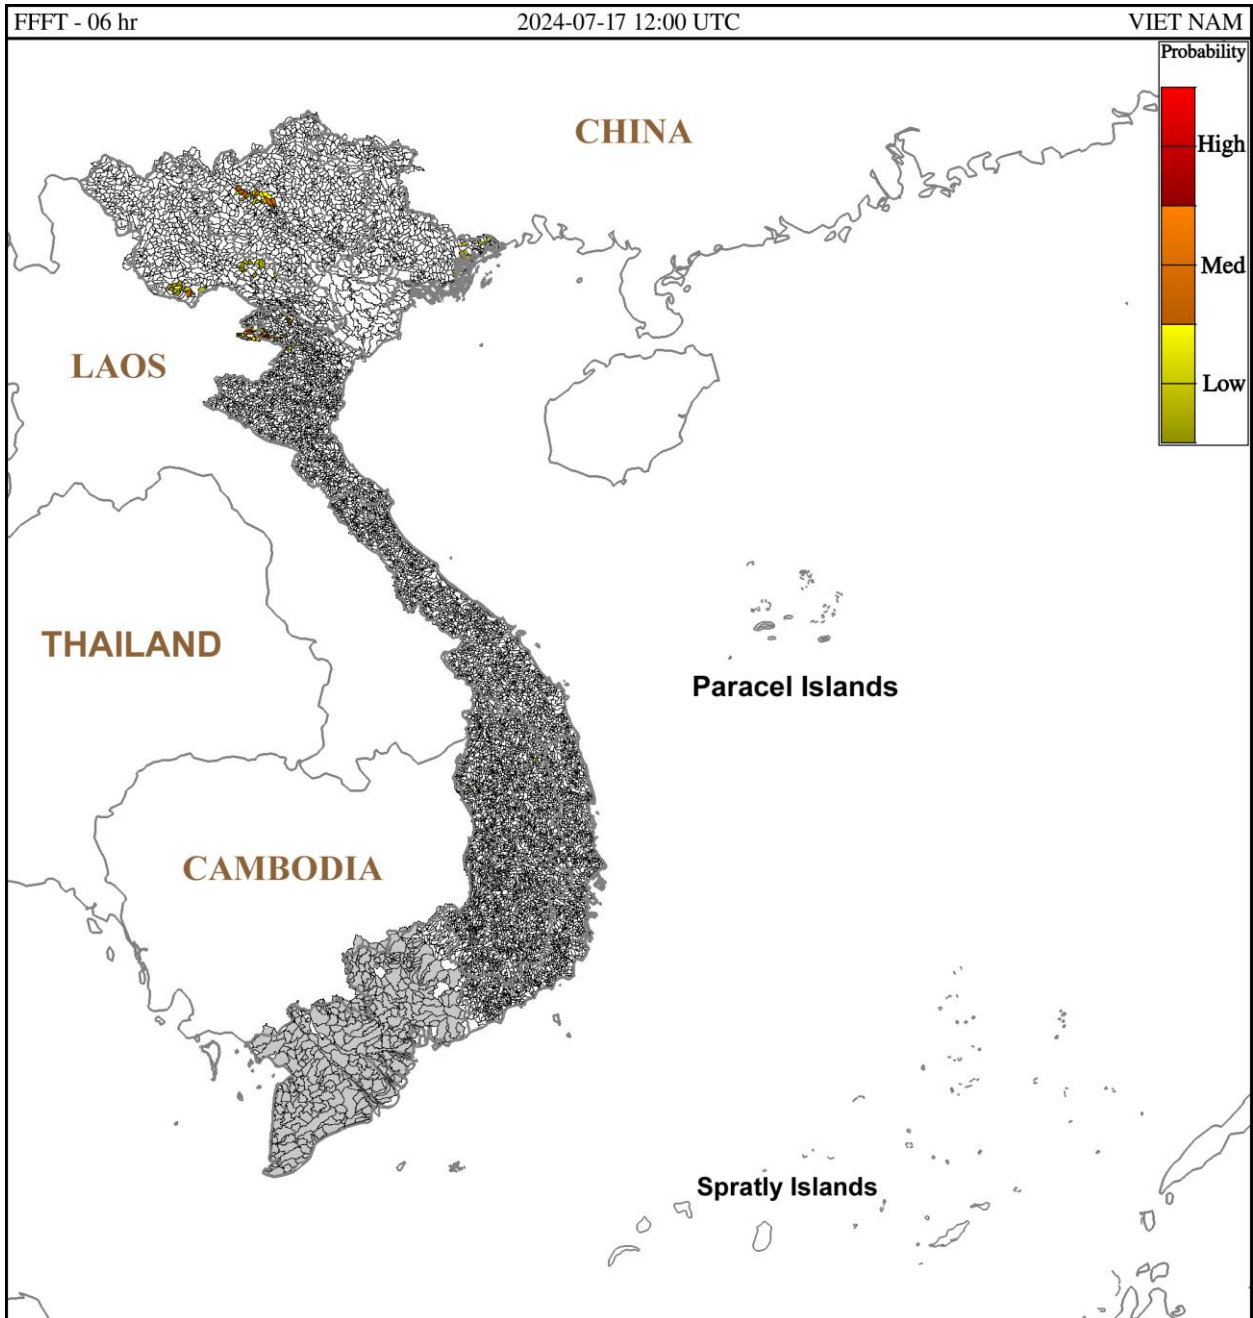 FFFT - 06 hr 2024-07-17 12:00 UTC VIET NAM
Probability
CHINA
High
Med
LAOS
Low
THAILAND
Paracel Islands
CAMBODIA
Spratly Islands